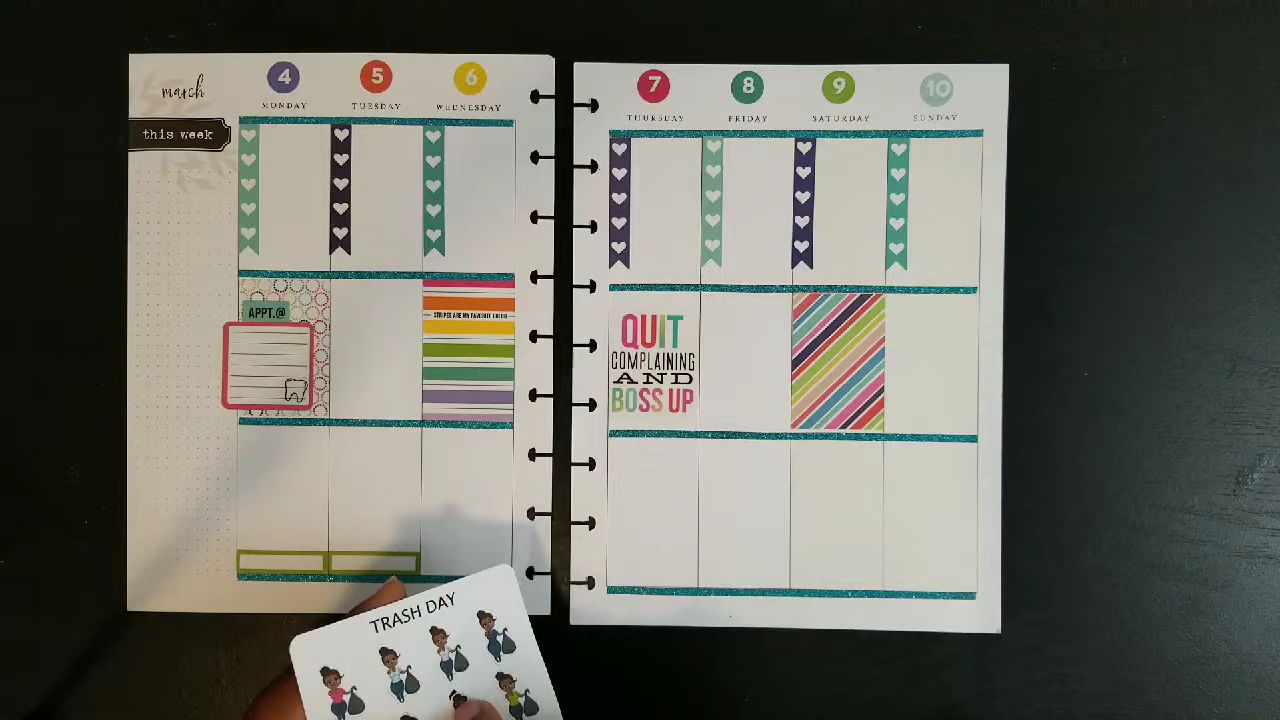 march
this week
4
MONDAY
5
TUESDAY
6
WEDNESDAY
7
THURSDAY
8
FRIDAY
9
SATURDAY
10
SUNDAY
APPT.@
STRIPES ARE MY FAVORITE COLOR
QUIT
COMPLAINING
AND
BOSS UP
TRASH DAY